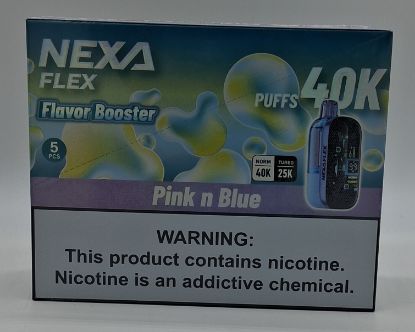 NEXA
FLEX
Flavor Booster
PUFFS 40K
5
PCS
NORM
40K
TURBO
25K
Pink n Blue
WARNING:
This product contains nicotine.
Nicotine is an addictive chemical.